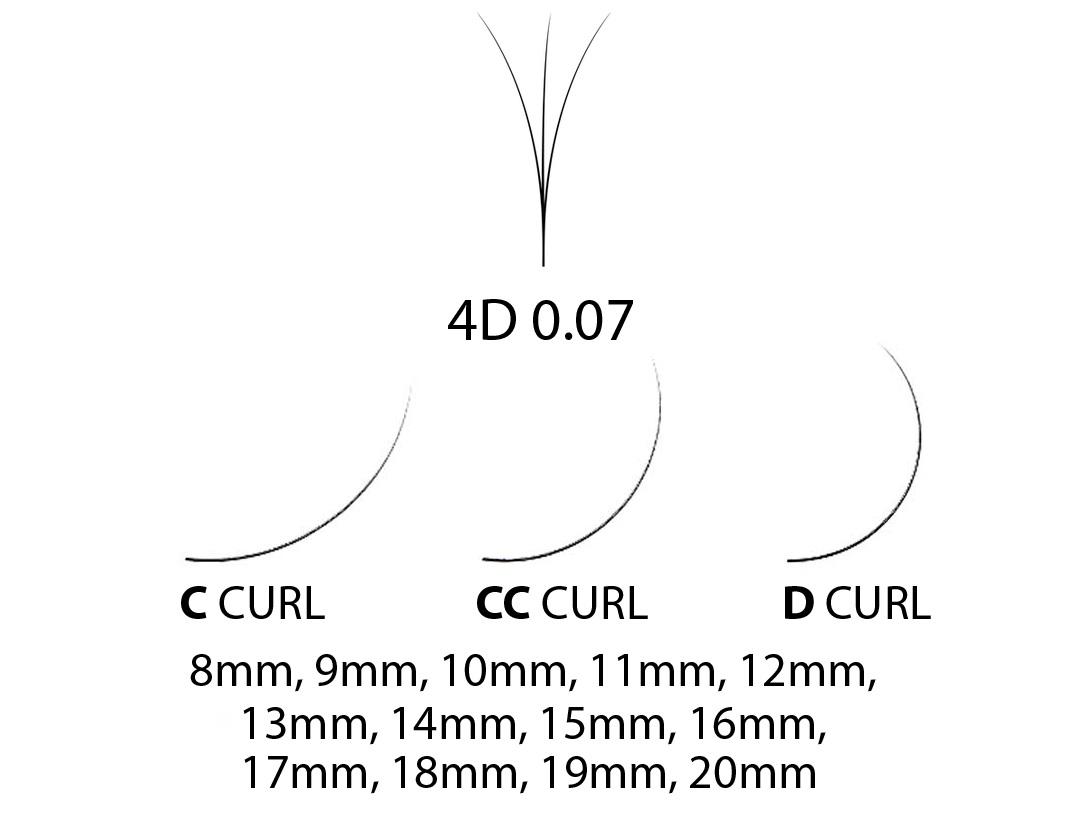 4D 0.07
C CURL CC CURL D CURL
8mm, 9mm, 10mm, 11mm, 12mm,
13mm, 14mm, 15mm, 16mm,
17mm, 18mm, 19mm, 20mm